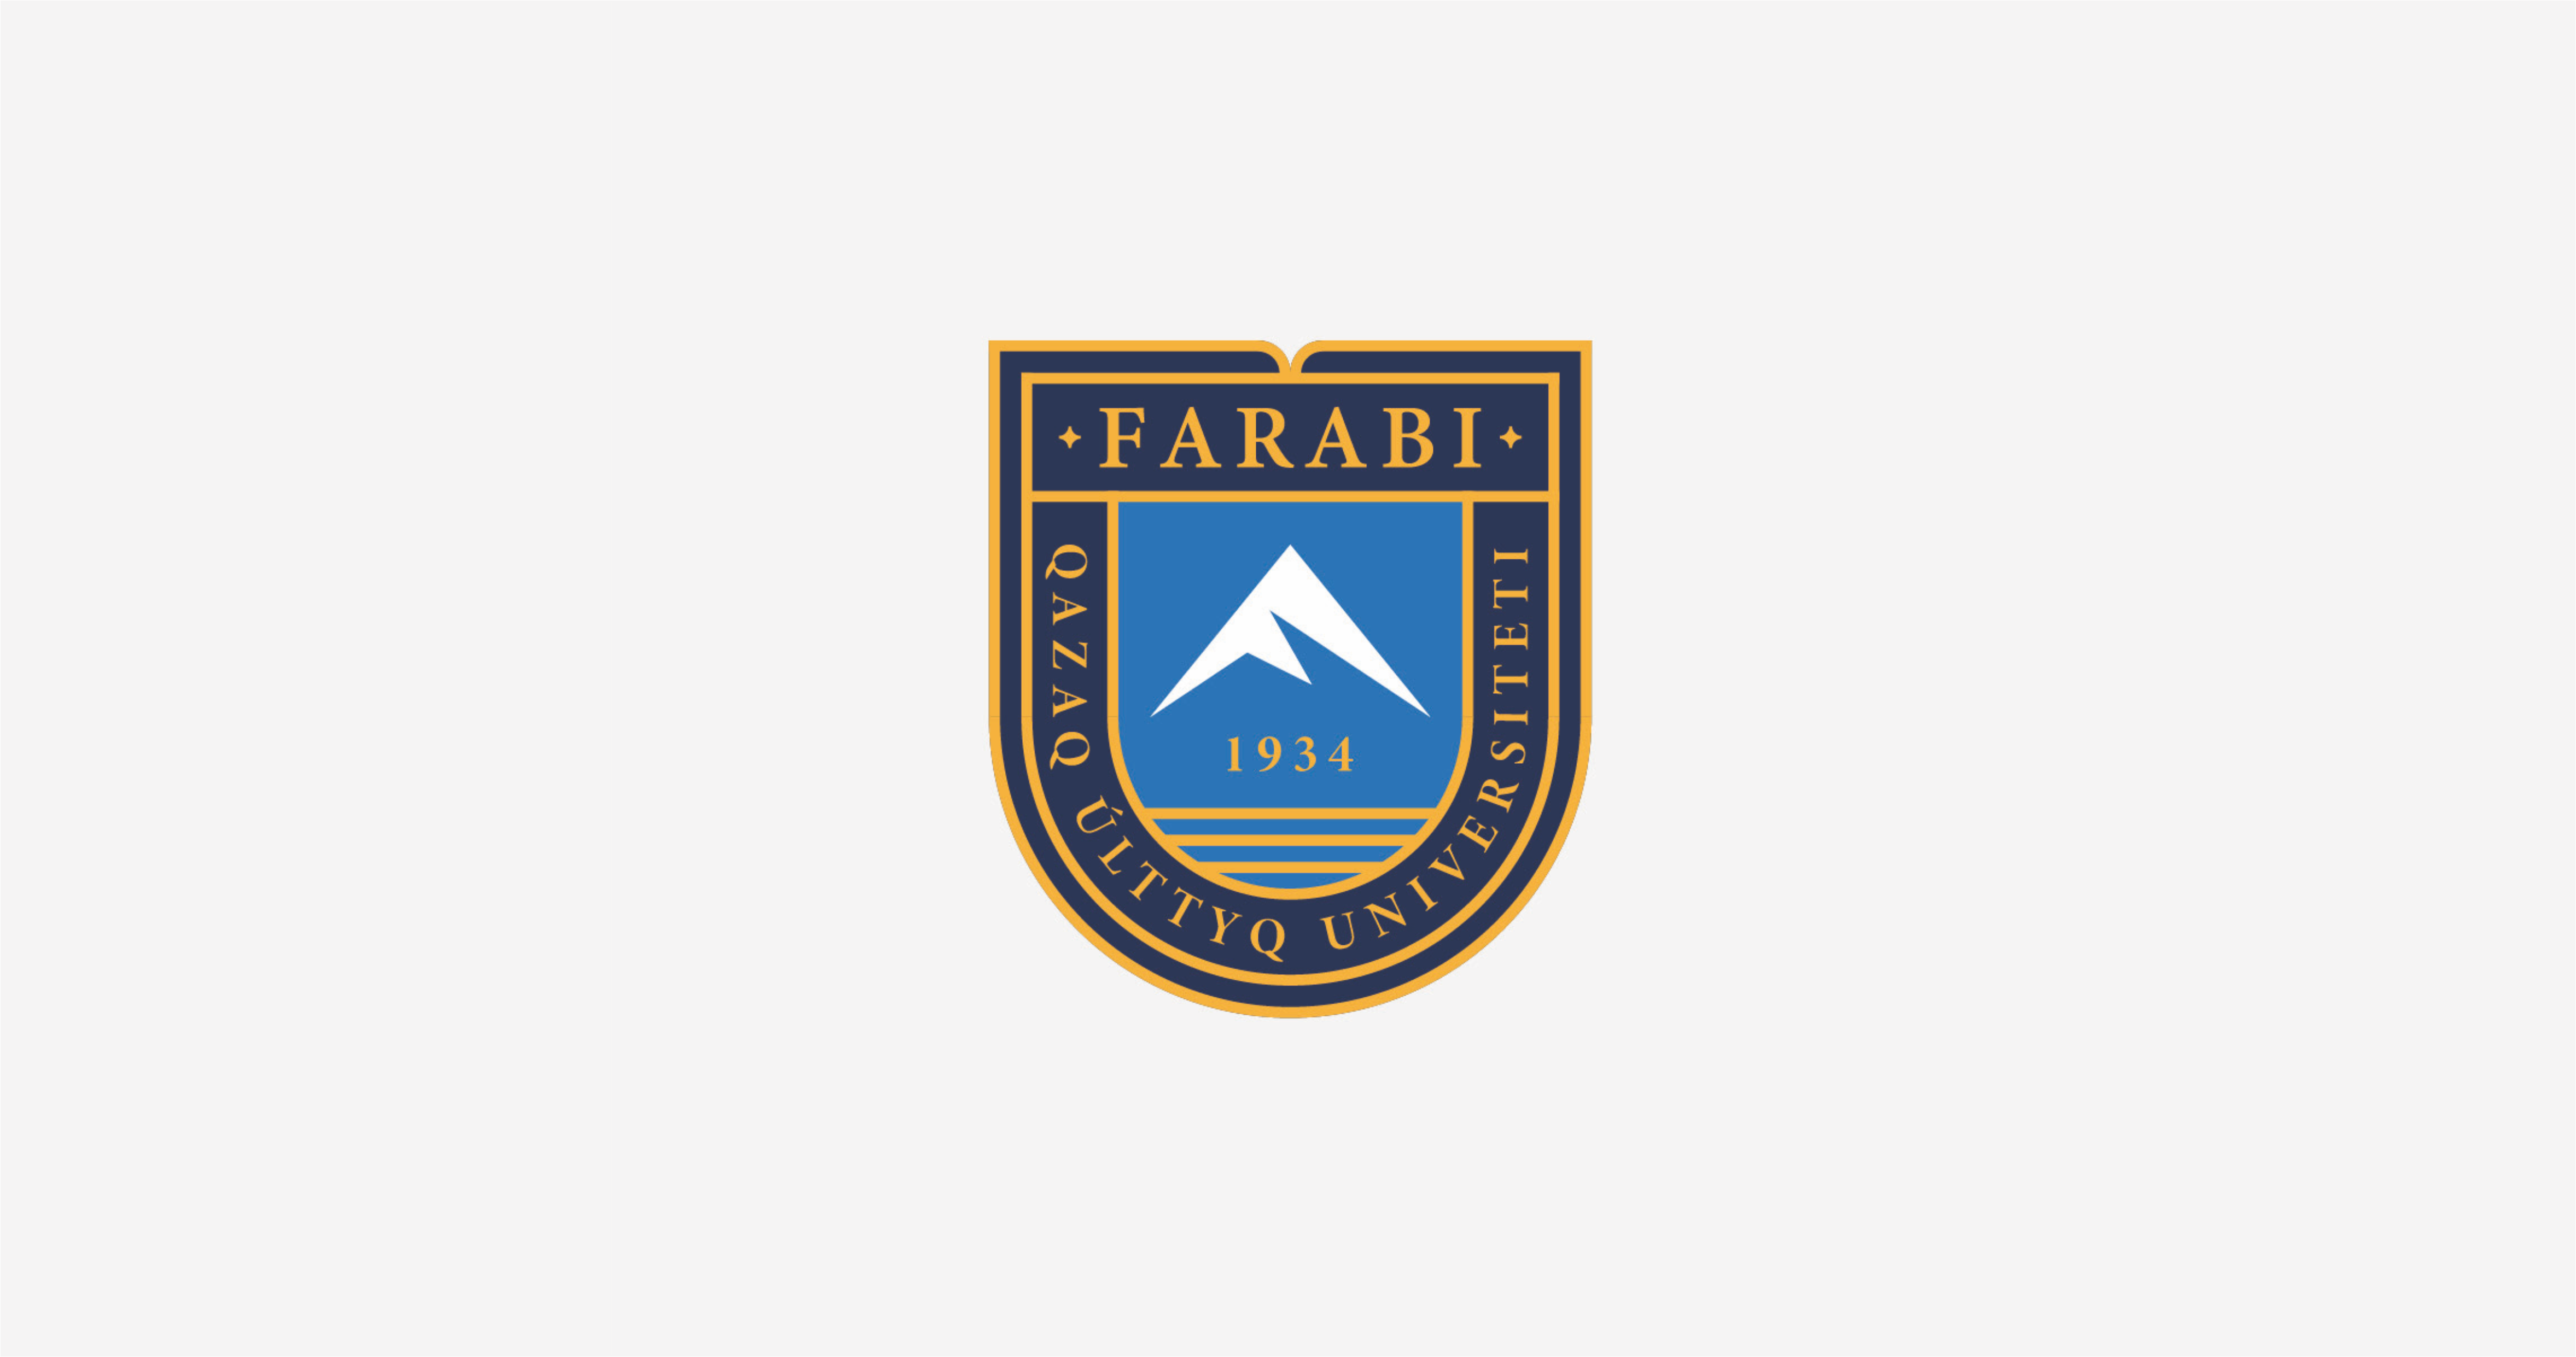 FARABI
QAZAQ ÚLTTYQ UNIVERSITETI
1934